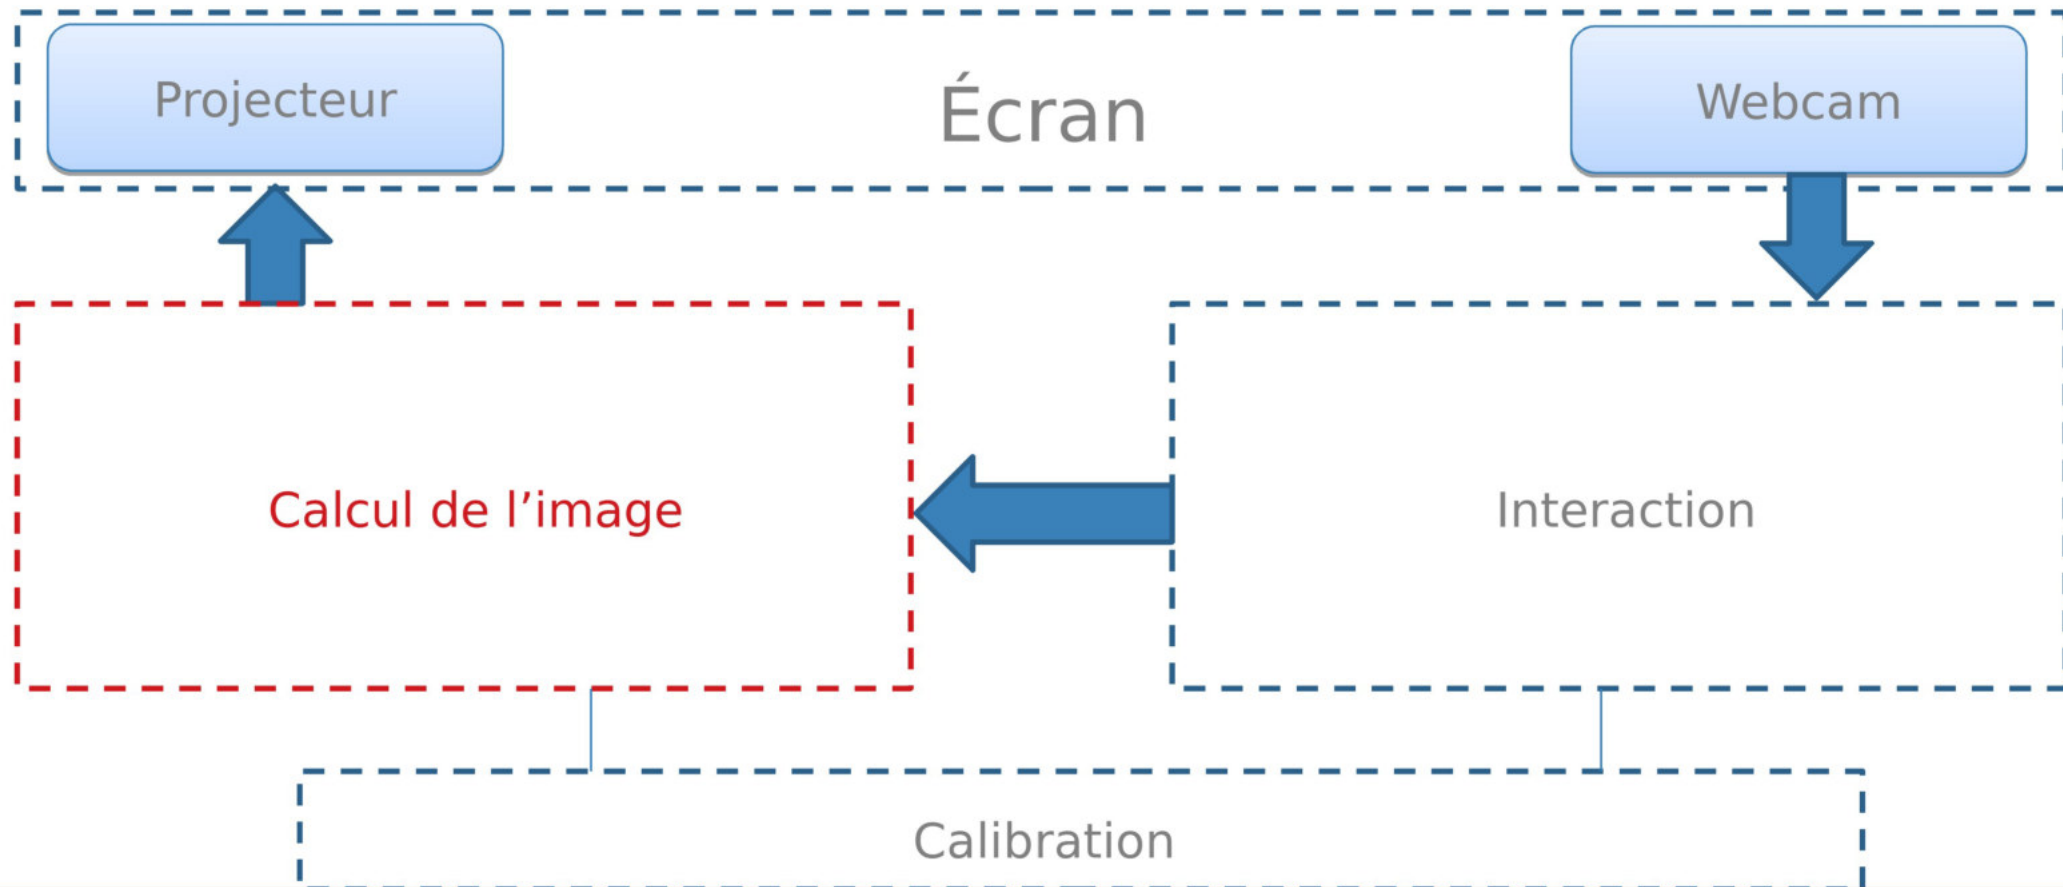 Projecteur
Écran
Webcam
Calcul de l’image
Interaction
Calibration